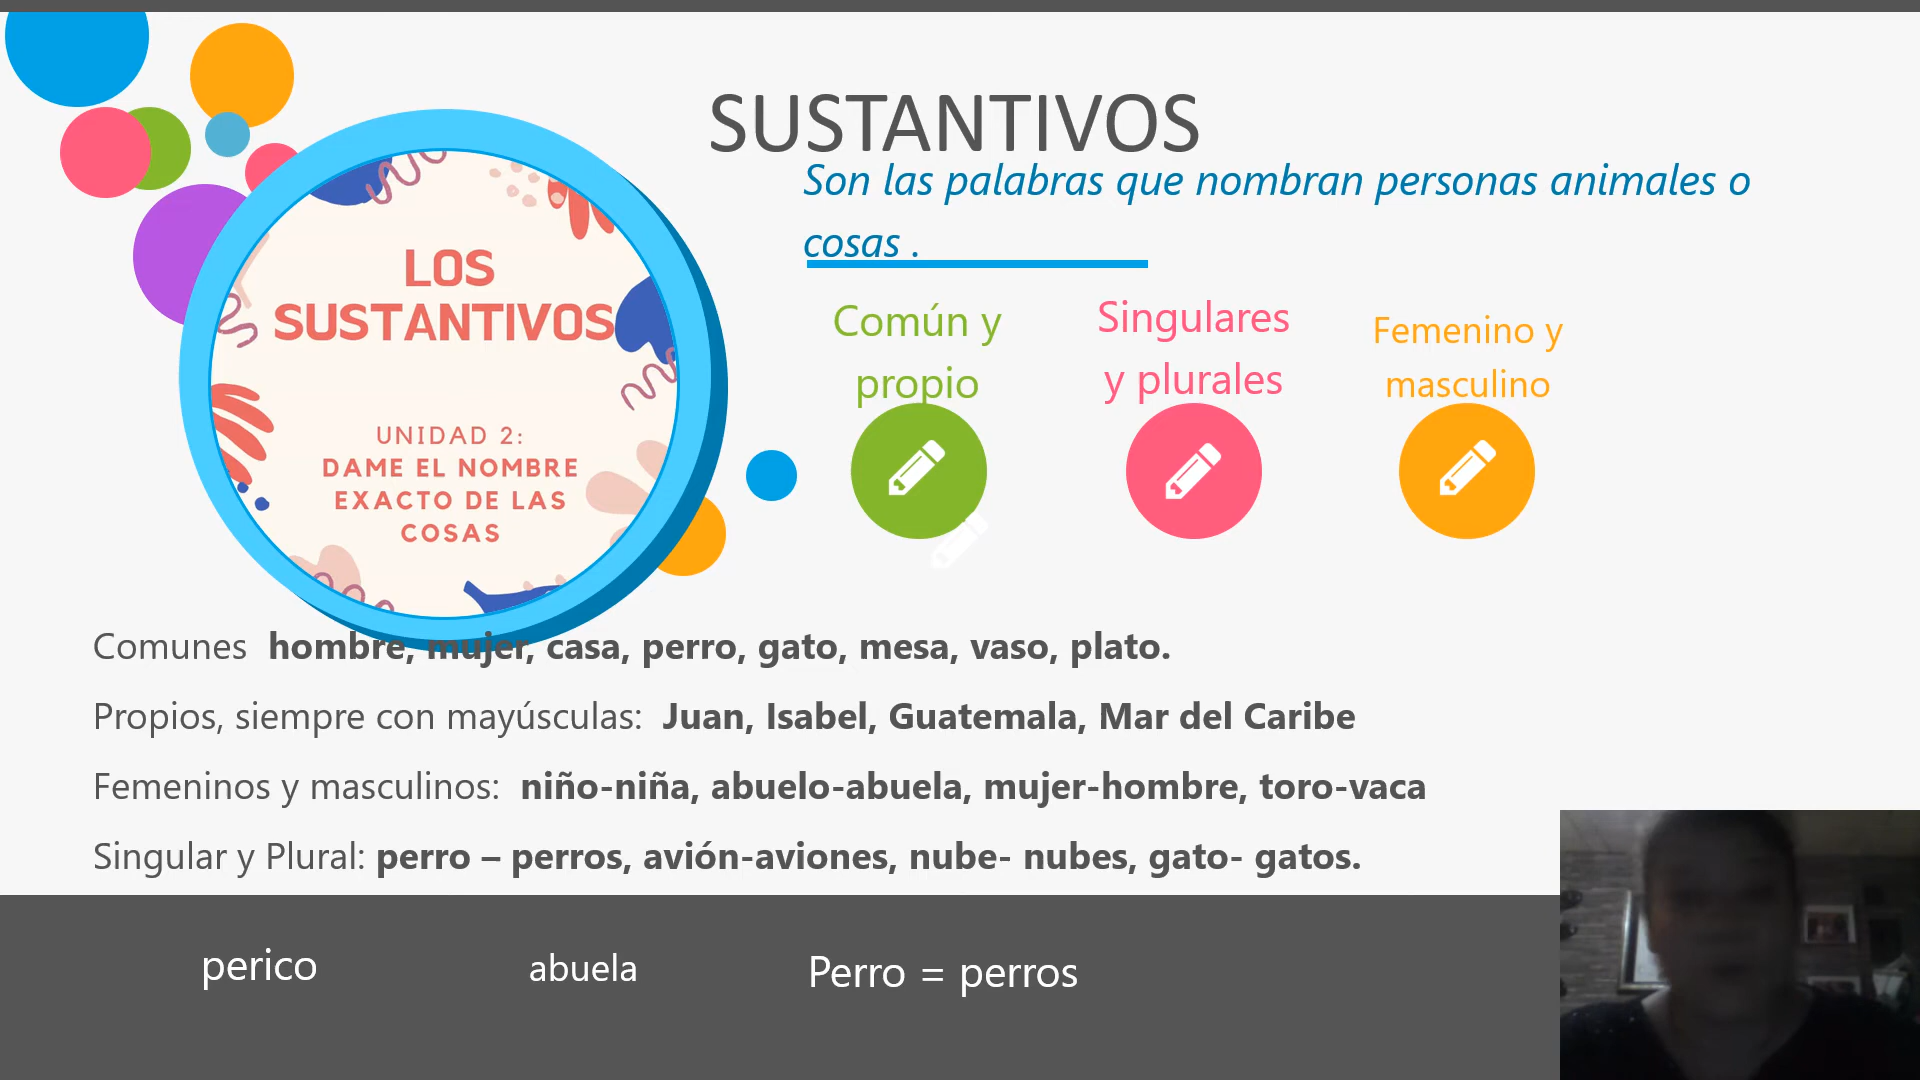 SUSTANTIVOS
Son las palabras que nombran personas animales o
cosas .
LOS
SUSTANTIVOS
UNIDAD 2:
DAME EL NOMBRE
EXACTO DE LAS
COSAS
Común y
propio
Singulares
y plurales
Femenino y
masculino
Comunes hombre, mujer, casa, perro, gato, mesa, vaso, plato.
Propios, siempre con mayúsculas: Juan, Isabel, Guatemala, Mar del Caribe
Femeninos y masculinos: niño-niña, abuelo-abuela, mujer-hombre, toro-vaca
Singular y Plural: perro – perros, avión-aviones, nube- nubes, gato- gatos.
perico
abuela
Perro = perros